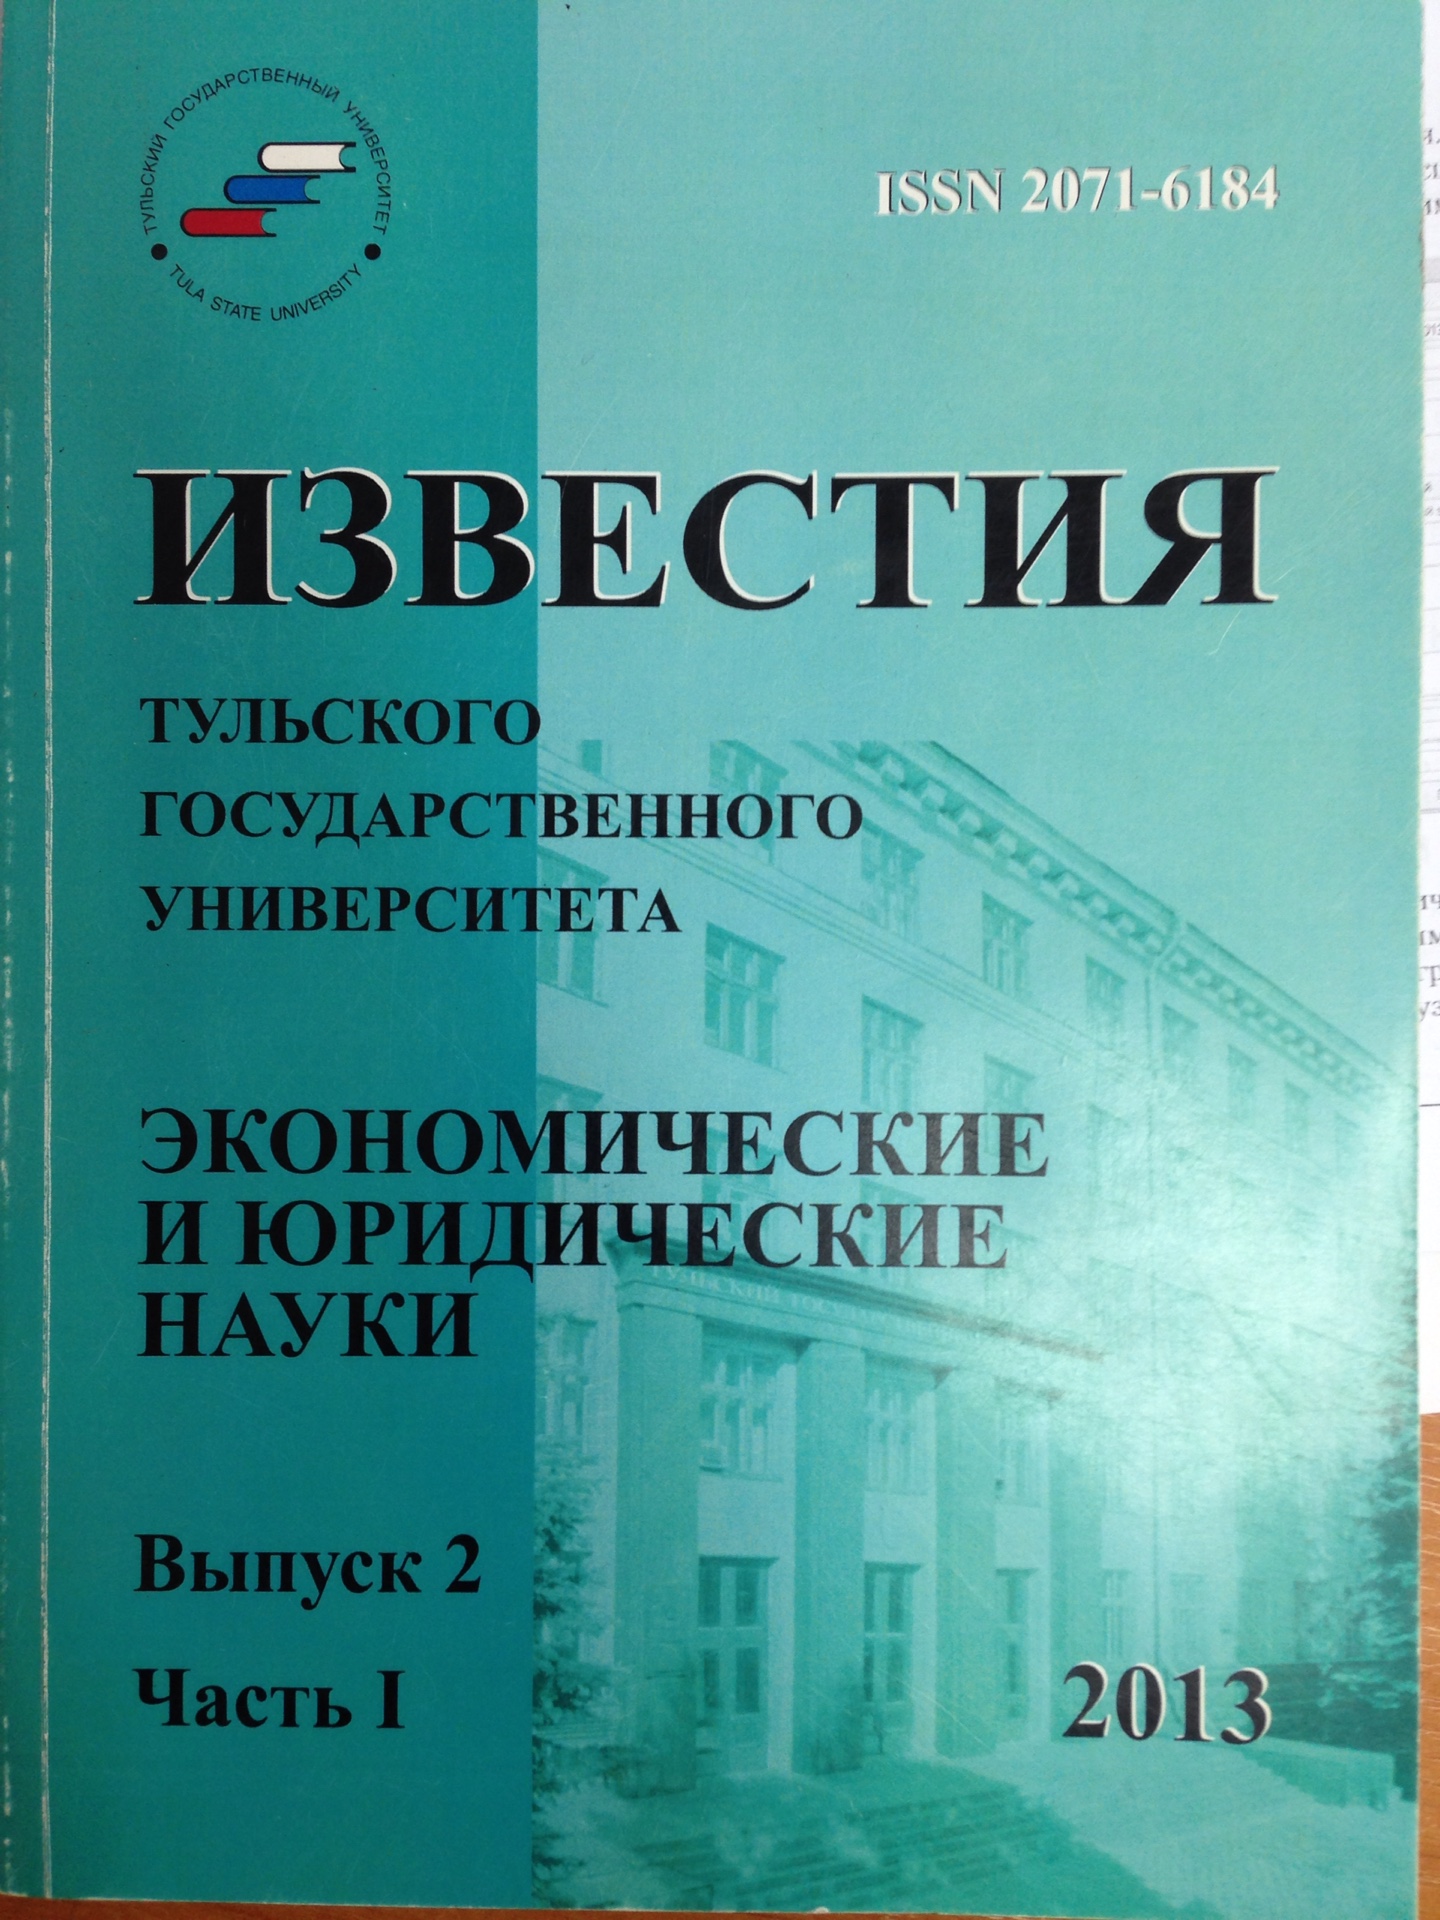 ТУЛЬСКИЙ ГОСУДАРСТВЕННЫЙ УНИВЕРСИТЕТ
TULA STATE UNIVERSITY
ISSN 2071-6184
ИЗВЕСТИЯ
ТУЛЬСКОГО
ГОСУДАРСТВЕННОГО
УНИВЕРСИТЕТА
ЭКОНОМИЧЕСКИЕ
И ЮРИДИЧЕСКИЕ
НАУКИ
ТУЛЬСКИЙ
Выпуск 2
Часть I
2013